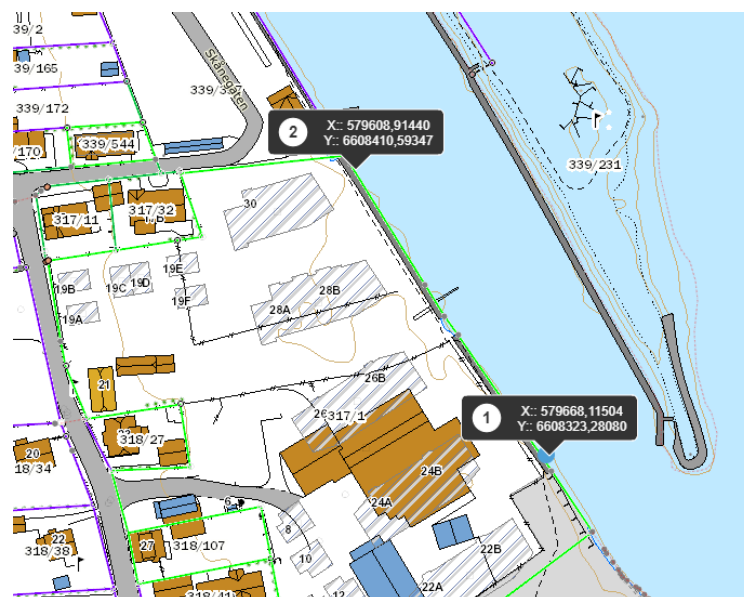 39/2
39/165
Skånegaten
339/172
339/544
/170
339/231
2
X:: 579608,91440
Y:: 6608410,59347
317/11
317/32
30
19E
19B
19C
19D
19F
19A
28B
28A
21
26B
317/1
1
X:: 579668,11504
Y:: 6608323,28080
318/27
20
18/34
24B
24A
6
8
22
318/38
27
318/107
10
22B
22A
12
318/41